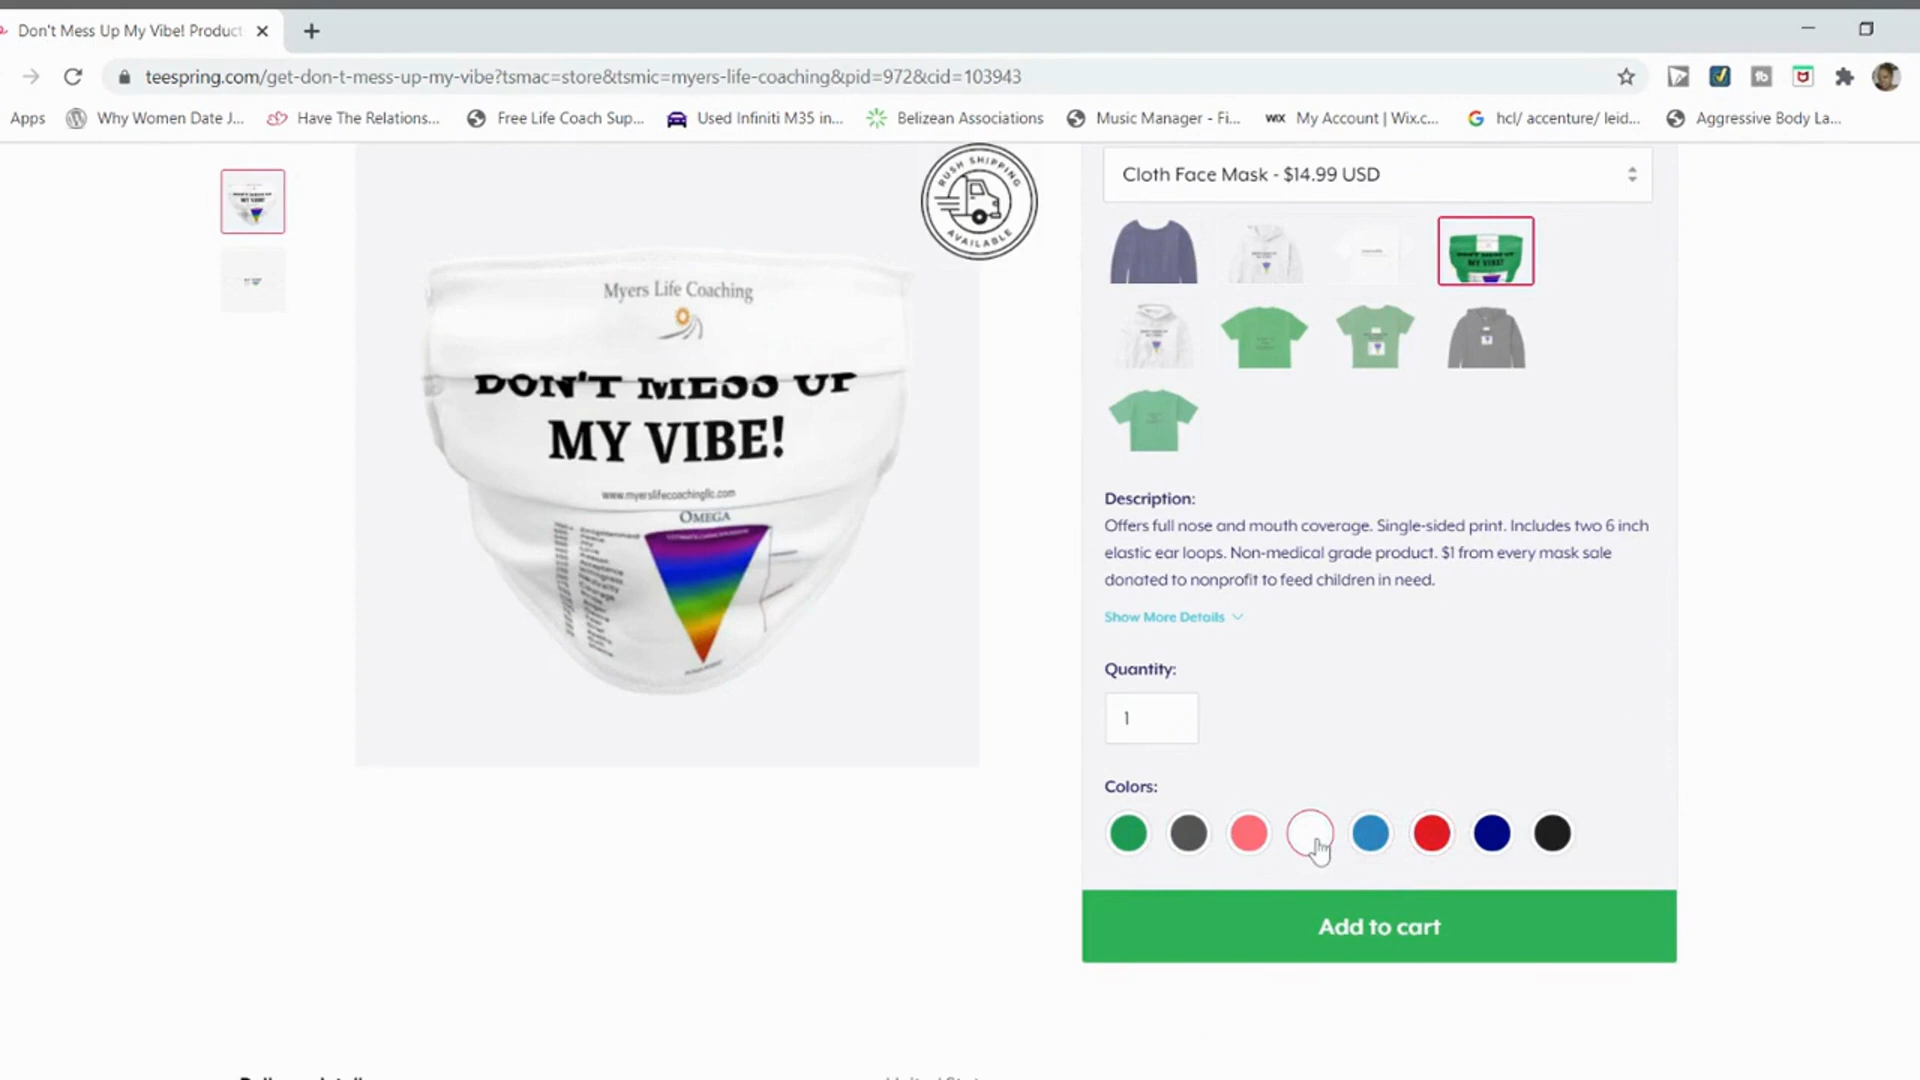 Don't Mess Up My Vibe! Product
teespring.com/get-don-t-mess-up-my-vibe?tsmac=store&tsmic=myers-life-coaching&pid=972&cid=103943
Apps
Why Women Date J...
Have The Relations...
Free Life Coach Sup...
Used Infiniti M35 in...
Belizean Associations
Music Manager - Fi...
WIX
My Account | Wix.c...
hcl/ accenture/ leid...
Aggressive Body La...
RUSH SHIPPING
AVAILABLE
Myers Life Coaching
DON'T MESS UP
MY VIBE!
www.myerslifecoachingllc.com
OMEGA
Cloth Face Mask - $14.99 USD
MY VIBE!
Description:
Offers full nose and mouth coverage. Single-sided print. Includes two 6 inch
elastic ear loops. Non-medical grade product. $1 from every mask sale
donated to nonprofit to feed children in need.
Show More Details
Quantity:
1
Colors:
Add to cart